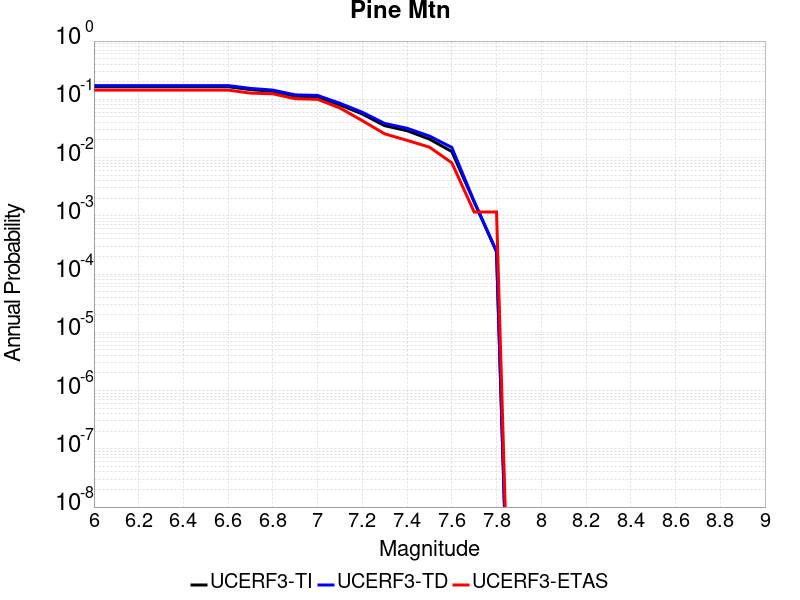 Pine Mtn
10^0
10^-1
10^-2
10^-3
10^-4
10^-5
10^-6
10^-7
10^-8
Annual Probability
6 6.2 6.4 6.6 6.8 7 7.2 7.4 7.6 7.8 8 8.2 8.4 8.6 8.8 9
Magnitude
UCERF3-TI UCERF3-TD UCERF3-ETAS